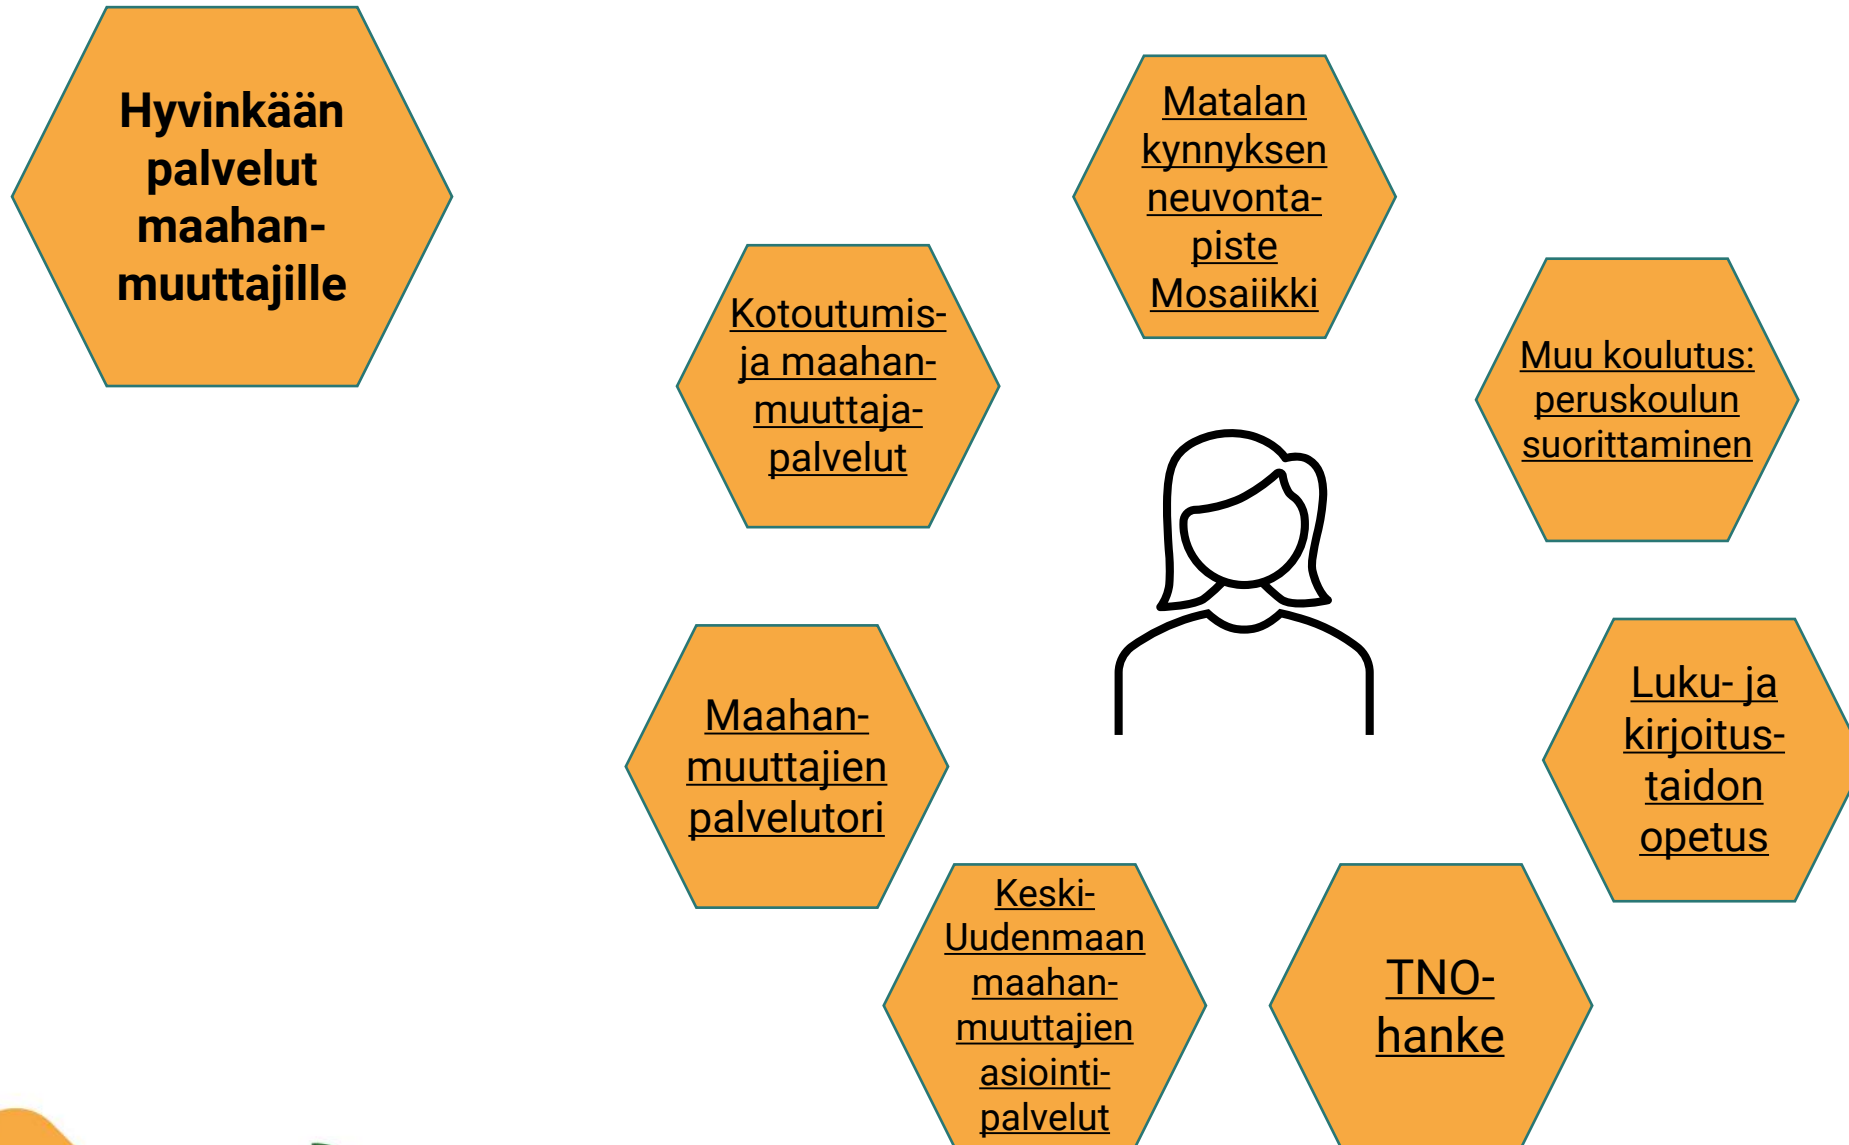 Hyvinkään
palvelut
maahan-
muuttajille
Matalan
kynnyksen
neuvonta-
piste
Mosaiikki
Kotoutumis-
ja maahan-
muuttaja-
palvelut
Muu koulutus:
peruskoulun
suorittaminen
Maahan-
muuttajien
palvelutori
Luku- ja
kirjoitus-
taidon
opetus
Keski-
Uudenmaan
maahan-
muuttajien
asiointi-
palvelut
TNO-
hanke